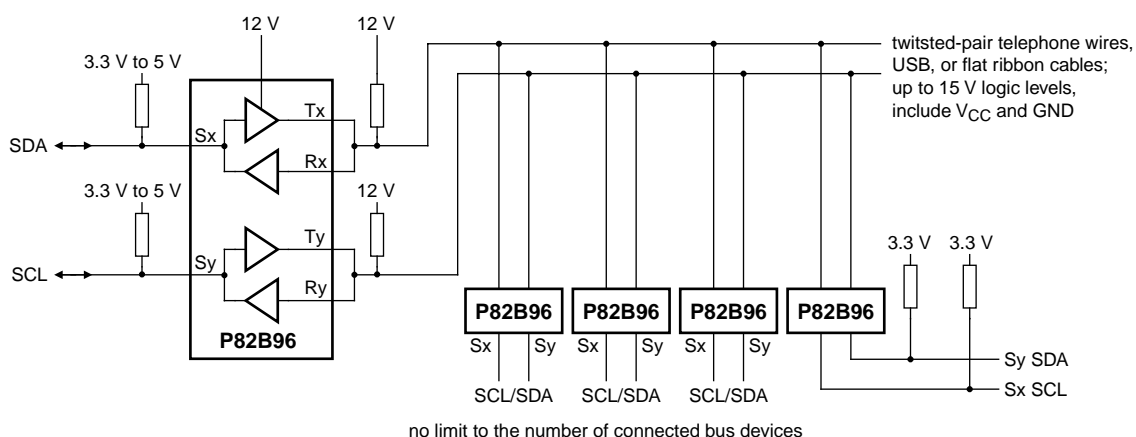 12 V
12 V
3.3 V to 5 V
Tx
Sx
SDA
Rx
twitsted-pair telephone wires,
USB, or flat ribbon cables;
up to 15 V logic levels,
include VCC and GND
3.3 V to 5 V
12 V
Ty
Sy
SCL
Ry
P82B96
3.3 V
3.3 V
P82B96
P82B96
P82B96
P82B96
Sx
Sy
Sx
Sy
Sx
Sy
Sy SDA
Sx SCL
SCL/SDA
SCL/SDA
SCL/SDA
no limit to the number of connected bus devices